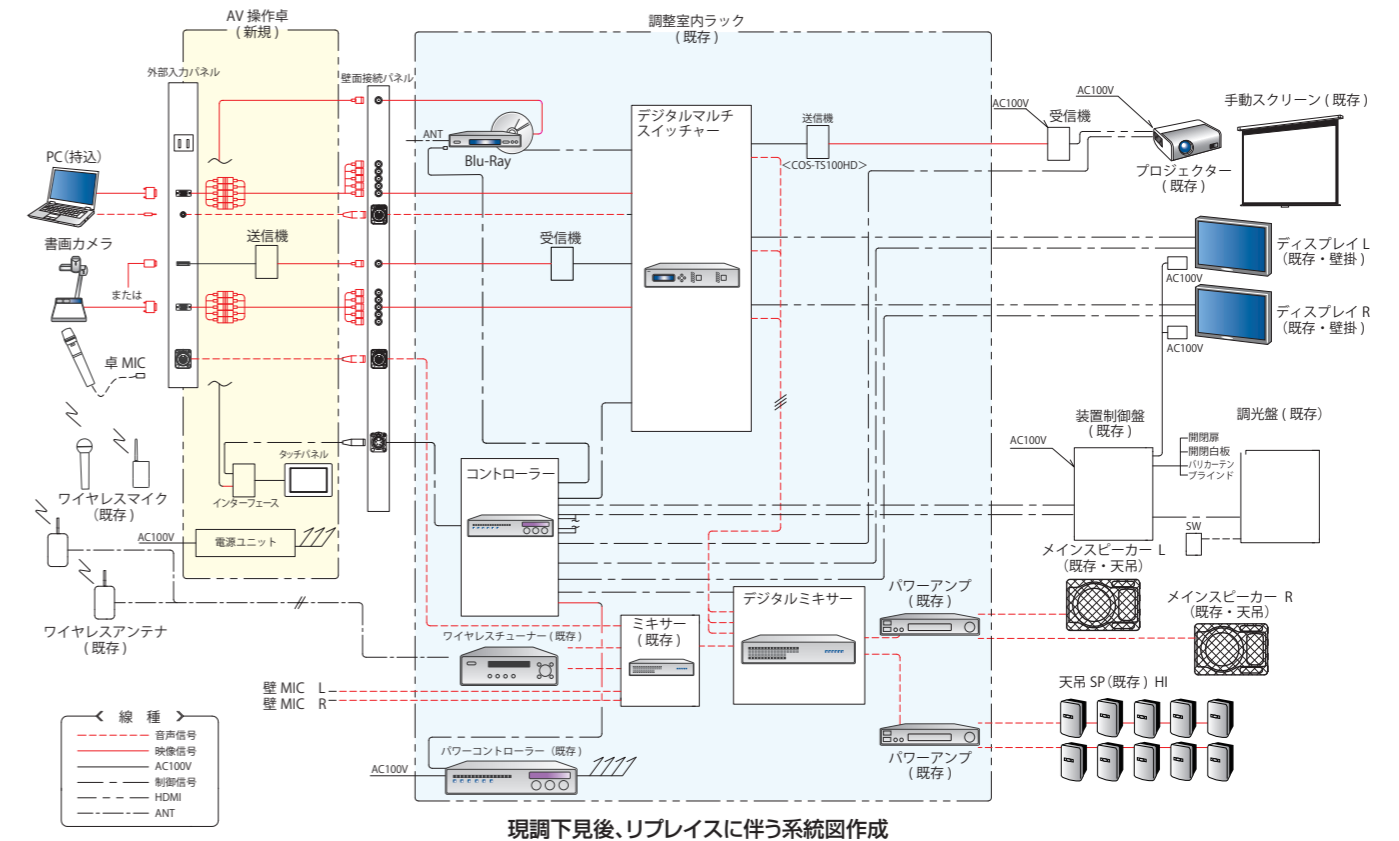 AV 操作卓
( 新規 )
調整室内ラック
( 既存 )
外部入力パネル
壁面接続パネル
PC（持込）
書画カメラ
または
卓 MIC
ワイヤレスマイク
（既存）
ワイヤレスアンテナ
( 既存 )
送信機
タッチパネル
インターフェース
AC100V
電源ユニット
ANT
Blu-Ray
受信機
デジタルマルチ
スイッチャー
送信機
＜COS-TS100HD＞
AC100V
受信機
AC100V
プロジェクター
( 既存 )
手動スクリーン ( 既存 )
ディスプレイ L
（既存・壁掛 )
AC100V
ディスプレイ R
（既存・壁掛 )
AC100V
装置制御盤
( 既存 )
AC100V
開閉扉
開閉白板
バリカーテン
ブラインド
調光盤 ( 既存）
SW
コントローラー
ワイヤレスチューナー ( 既存 )
ミキサー
( 既存 )
デジタルミキサー
パワーアンプ
( 既存 )
パワーアンプ
( 既存 )
メインスピーカー L
（既存・天吊）
メインスピーカー R
（既存・天吊）
天吊 SP（既存 ）HI
壁 MIC L
壁 MIC R
パワーコントローラー（既存 )
AC100V
線 種
音声信号
映像信号
AC100V
制御信号
HDMI
ANT
現調下見後、リプレイスに伴う系統図作成